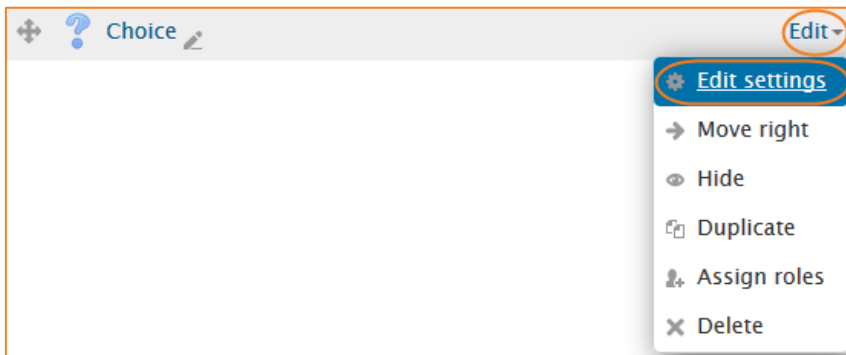 Choice
Edit
Edit settings
Move right
Hide
Duplicate
Assign roles
Delete